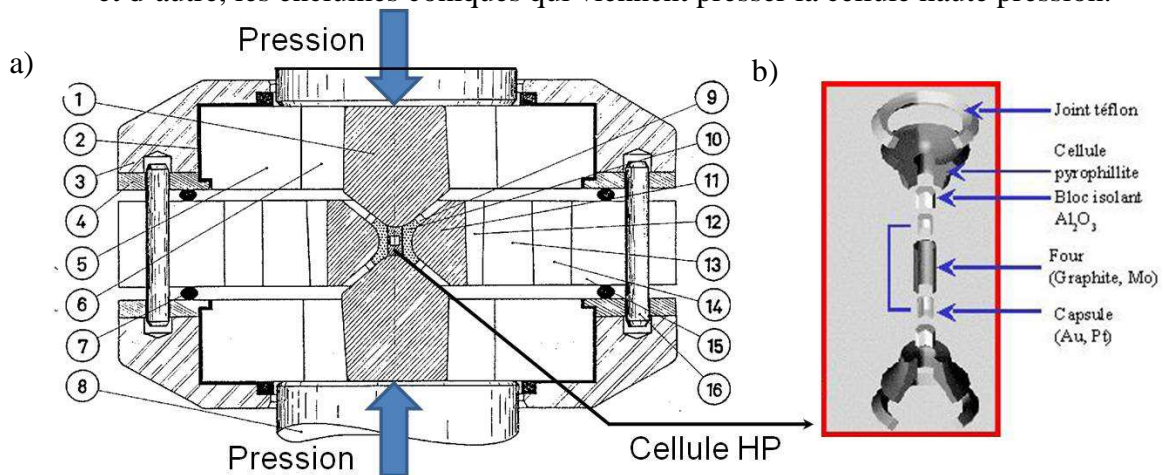 et d'autre, les enclumes coniques qui viennent presser la cellule haute pression.
Pression
a)
b)
1
2
3
4
5
6
7
8
9
10
11
12
13
14
15
16
Pression
Cellule HP
Joint téflon
Cellule
pyrophillite
Bloc isolant
Al2O3
Four
(Graphite, Mo)
Capsule
(Au, Pt)